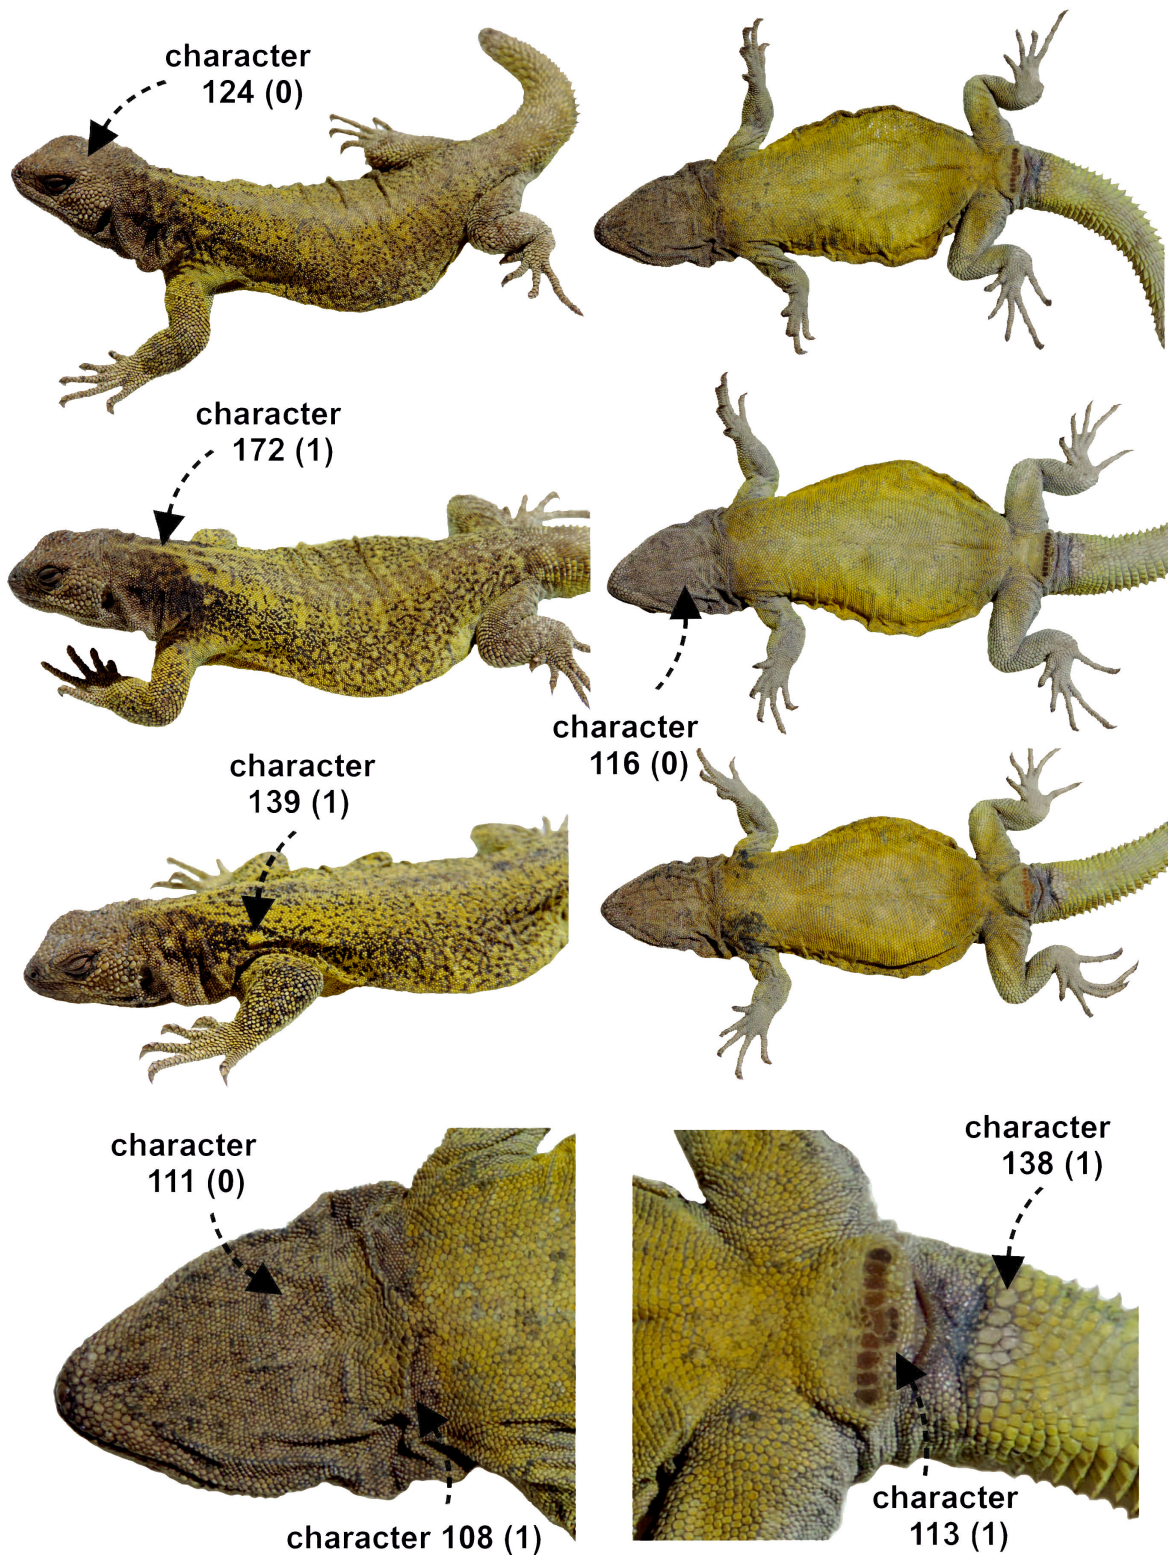 character
124 (0)
character
172 (1)
character
116 (0)
character
139 (1)
character
111 (0)
character
138 (1)
character 108 (1)
character
113 (1)